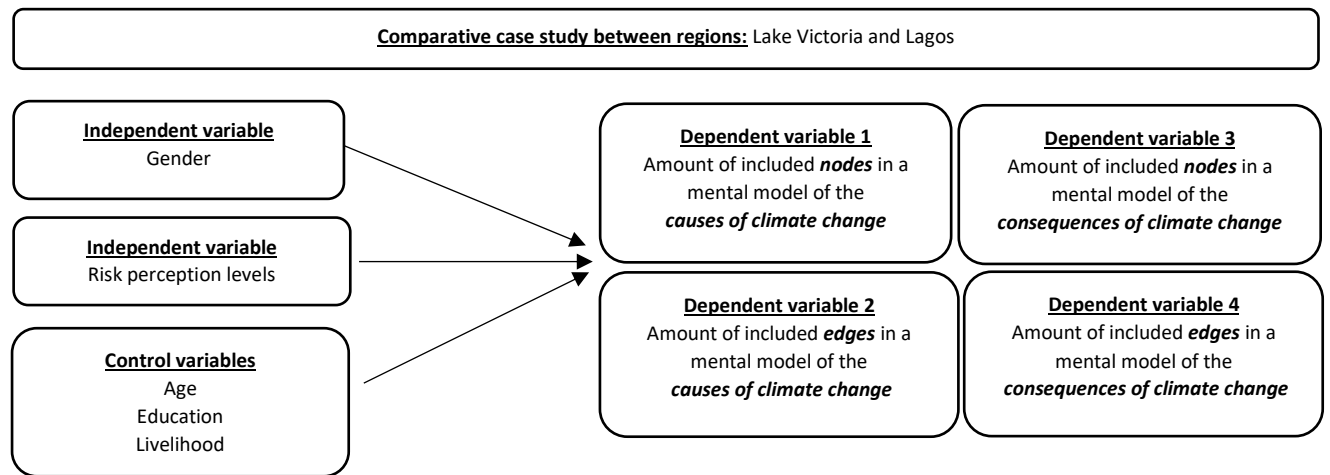 Comparative case study between regions: Lake Victoria and Lagos
Independent variable
Gender
Independent variable
Risk perception levels
Control variables
Age
Education
Livelihood
Dependent variable 1
Amount of included nodes in a
mental model of the
causes of climate change
Dependent variable 3
Amount of included nodes in a
mental model of the
consequences of climate change
Dependent variable 2
Amount of included edges in a
mental model of the
causes of climate change
Dependent variable 4
Amount of included edges in a
mental model of the
consequences of climate change